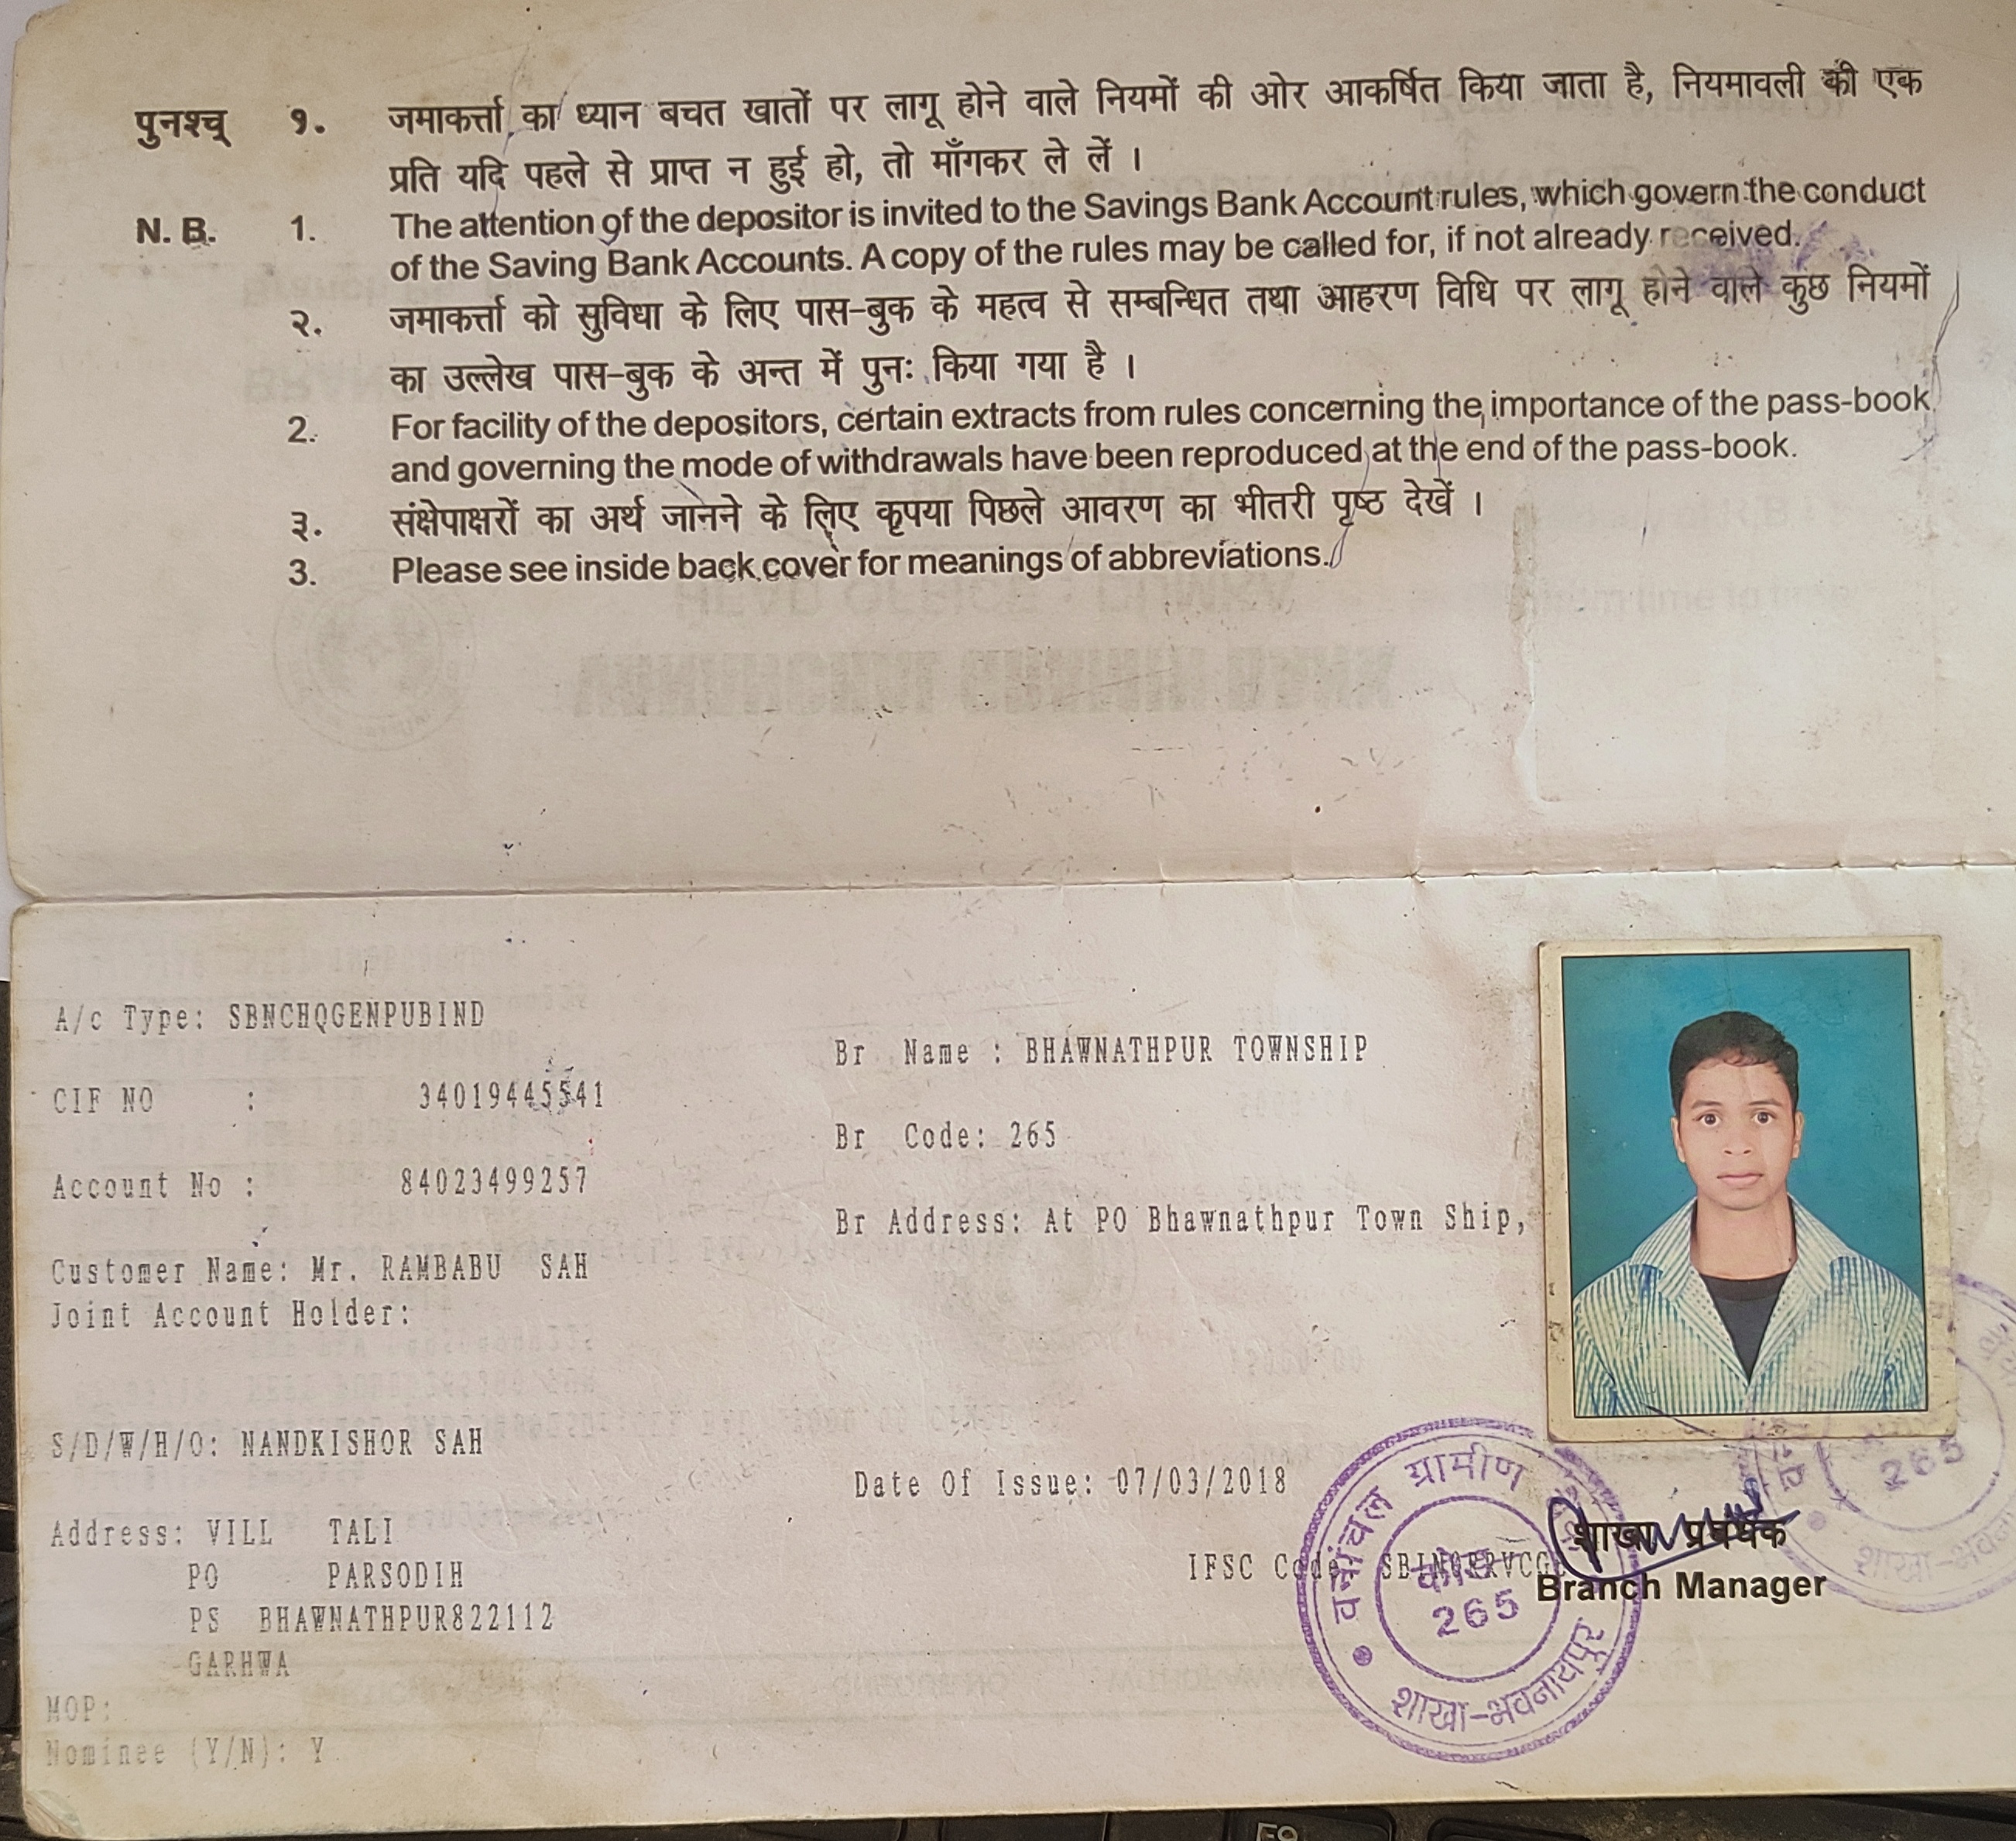 पुनश्च् १. जमाकर्त्ता का ध्यान बचत खातों पर लागू होने वाले नियमों की ओर आकर्षित किया जाता है, नियमावली की एक
प्रति यदि पहले से प्राप्त न हुई हो, तो माँगकर ले लें ।
N. B. 1. The attention of the depositor is invited to the Savings Bank Account rules, which govern the conduct
of the Saving Bank Accounts. A copy of the rules may be called for, if not already received.
२. जमाकर्त्ता को सुविधा के लिए पास-बुक के महत्व से सम्बन्धित तथा आहरण विधि पर लागू होने वाले कुछ नियमों
का उल्लेख पास-बुक के अन्त में पुनः किया गया है ।
2. For facility of the depositors, certain extracts from rules concerning the importance of the pass-book
and governing the mode of withdrawals have been reproduced at the end of the pass-book.
३. संक्षेपाक्षरों का अर्थ जानने के लिए कृपया पिछले आवरण का भीतरी पृष्ठ देखें ।
3. Please see inside back cover for meanings of abbreviations.
A/c Type: SBNCHQGENPUBIND
CIF NO : 34019445541
Account No : 84023499257
Customer Name: Mr. RAMBABU SAH
Joint Account Holder:
S/D/W/H/O: NANDKISHOR SAH
Address: VILL TALI
PO PARSODIH
PS BHAWNATHPUR822112
GARHWA
MOP:
Nominee (Y/N): Y
Br Name : BHAWNATHPUR TOWNSHIP
Br Code: 265
Br Address: At PO Bhawnathpur Town Ship,
Date Of Issue: 07/03/2018
IFSC Code
शाखा प्रबंधक
Branch Manager
वनांचल ग्रामीण
265
शाखा-भवनाथपुर
265
F9